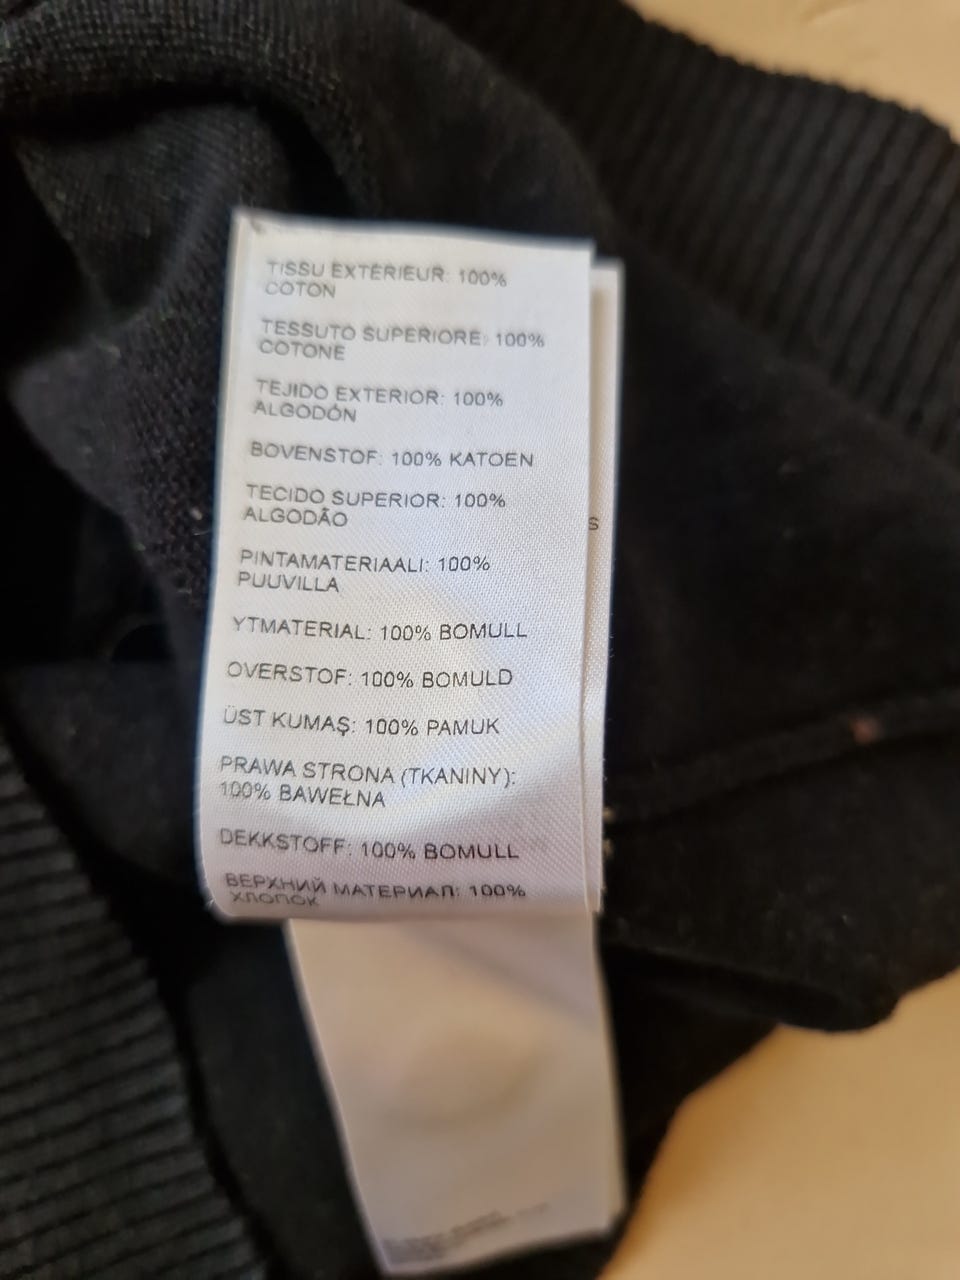 TISSU EXTÉRIEUR: 100%
COTON
TESSUTO SUPERIORE: 100%
COTONE
TEJIDO EXTERIOR: 100%
ALGODÓN
BOVENSTOF: 100% KATOEN
TECIDO SUPERIOR: 100%
ALGODÃO
PINTAMATERIAALI: 100%
PUUVILLA
YTMATERIAL: 100% BOMULL
OVERSTOF: 100% BOMULD
ÜST KUMAŞ: 100% PAMUK
PRAWA STRONA (TKANINY):
100% BAWEŁNA
DEKKSTOFF: 100% BOMULL
ВЕРХНИЙ МАТЕРИАЛ: 100%
ХЛОПОК
S